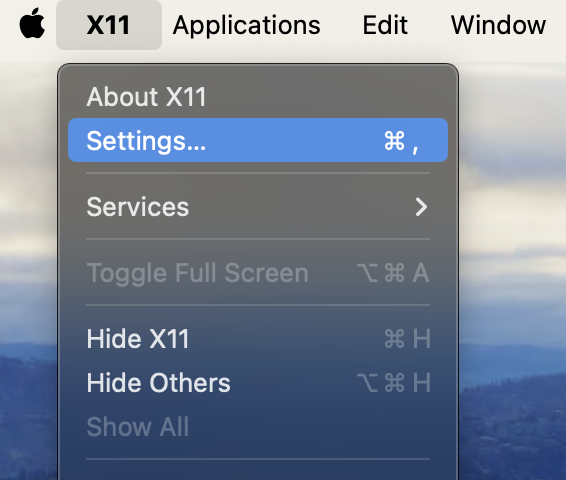 X11 Applications Edit Window
About X11
Settings... ⌘ ,
Services
Toggle Full Screen ⌥ ⌘ A
Hide X11 ⌘ H
Hide Others ⌥ ⌘ H
Show All